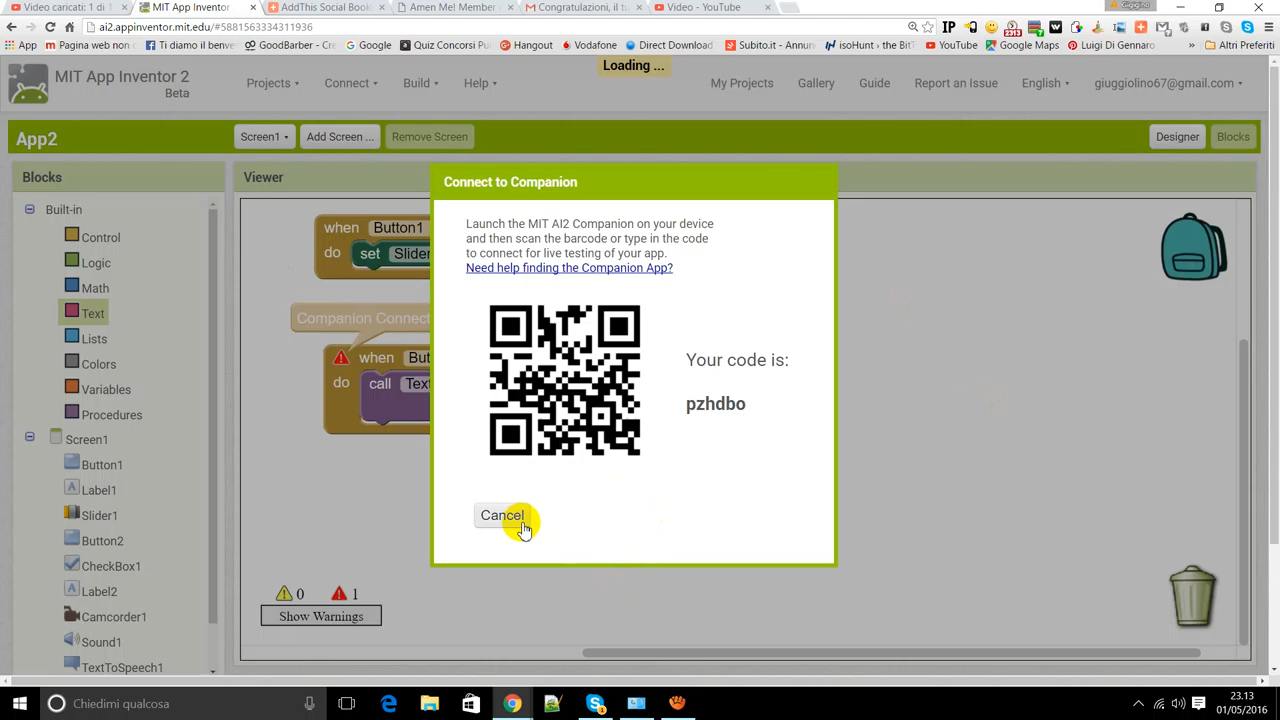 Video caricati: 1 di 1
MIT App Inventor
AddThis Social Book
Amen Me! Member
Congratulazioni, il tu
Video - YouTube
Gigigino
ai2.appinventor.mit.edu/#5881563334311936
App
Pagina web non
Ti diamo il benve
GoodBarber - Goo
Google
Quiz Concorsi Pu
Hangout
Vodafone
Direct Download
Subito.it - Annun
isoHunt › the BitT
YouTube
Google Maps
Luigi Di Gennaro
Altri Preferiti
MIT App Inventor 2
Beta
Projects
Connect
Build
Help
Loading ...
My Projects
Gallery
Guide
Report an Issue
English
giuggiolino67@gmail.com
App2
Screen1
Add Screen ...
Remove Screen
Designer
Blocks
Blocks
Viewer
Built-in
Control
Logic
Math
Text
Lists
Colors
Variables
Procedures
Screen1
Button1
Label1
Slider1
Button2
CheckBox1
Label2
Camcorder1
Sound1
TextToSpeech1
when Button1
do set Slider
Companion Connect
when But
do call Text
0 1
Show Warnings
Connect to Companion
Launch the MIT AI2 Companion on your device
and then scan the barcode or type in the code
to connect for live testing of your app.
Need help finding the Companion App?
Your code is:
pzhdbo
Cancel
Chiedimi qualcosa
23.13
01/05/2016